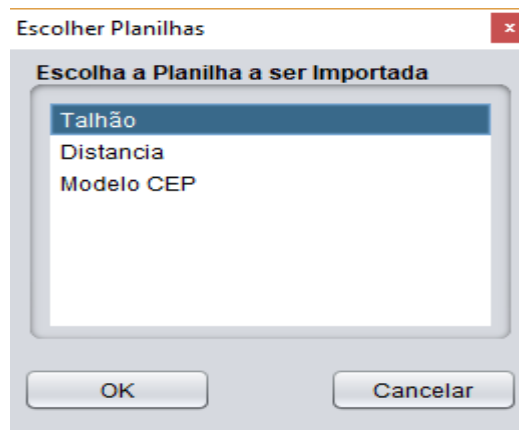 Escolher Planilhas
x
Escolha a Planilha a ser Importada
Talhão
Distancia
Modelo CEP
OK
Cancelar